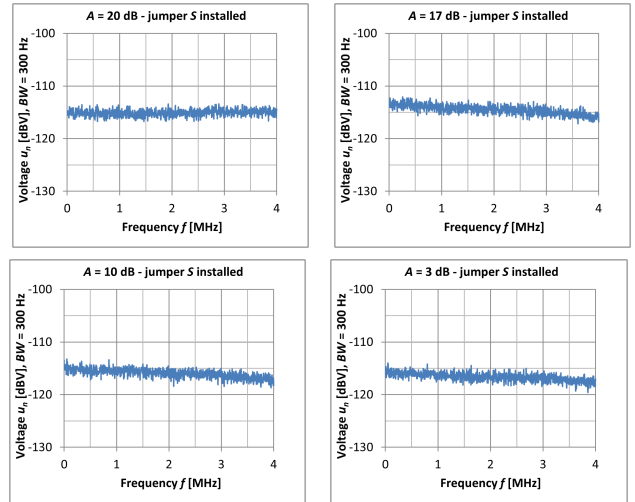 A = 20 dB - jumper S installed
-100
-110
-120
-130
Voltage un [dBV], BW = 300 Hz
0 1 2 3 4
Frequency f [MHz]
A = 17 dB - jumper S installed
-100
-110
-120
-130
Voltage un [dBV], BW = 300 Hz
0 1 2 3 4
Frequency f [MHz]
A = 10 dB - jumper S installed
-100
-110
-120
-130
Voltage un [dBV], BW = 300 Hz
0 1 2 3 4
Frequency f [MHz]
A = 3 dB - jumper S installed
-100
-110
-120
-130
Voltage un [dBV], BW = 300 Hz
0 1 2 3 4
Frequency f [MHz]